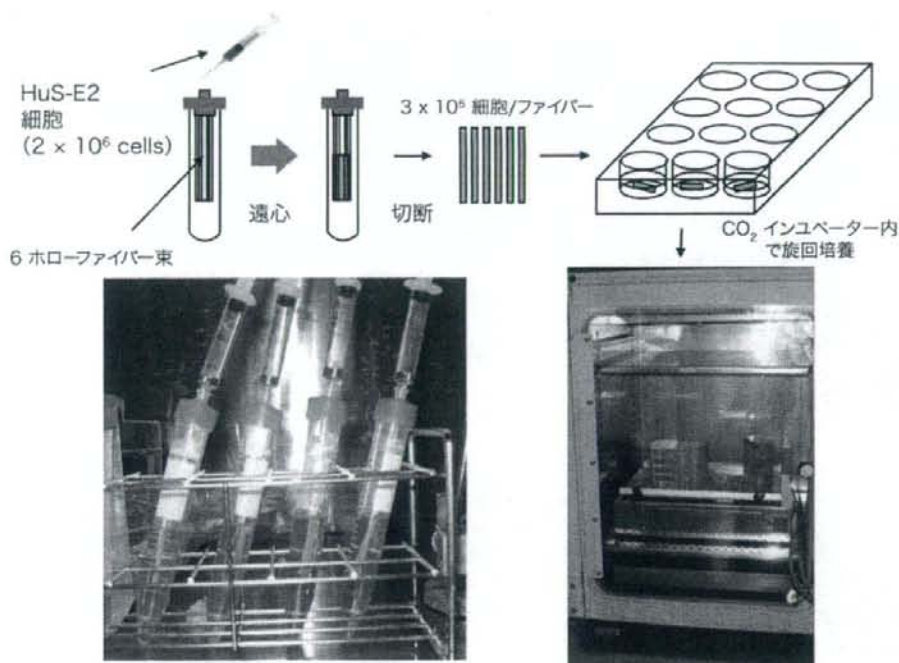 HuS-E2
細胞
(2 × 10⁶ cells)
3 x 10⁵ 細胞/ファイバー
遠心
切断
6 ホローファイバー束
CO₂ インユベーター内
で旋回培養